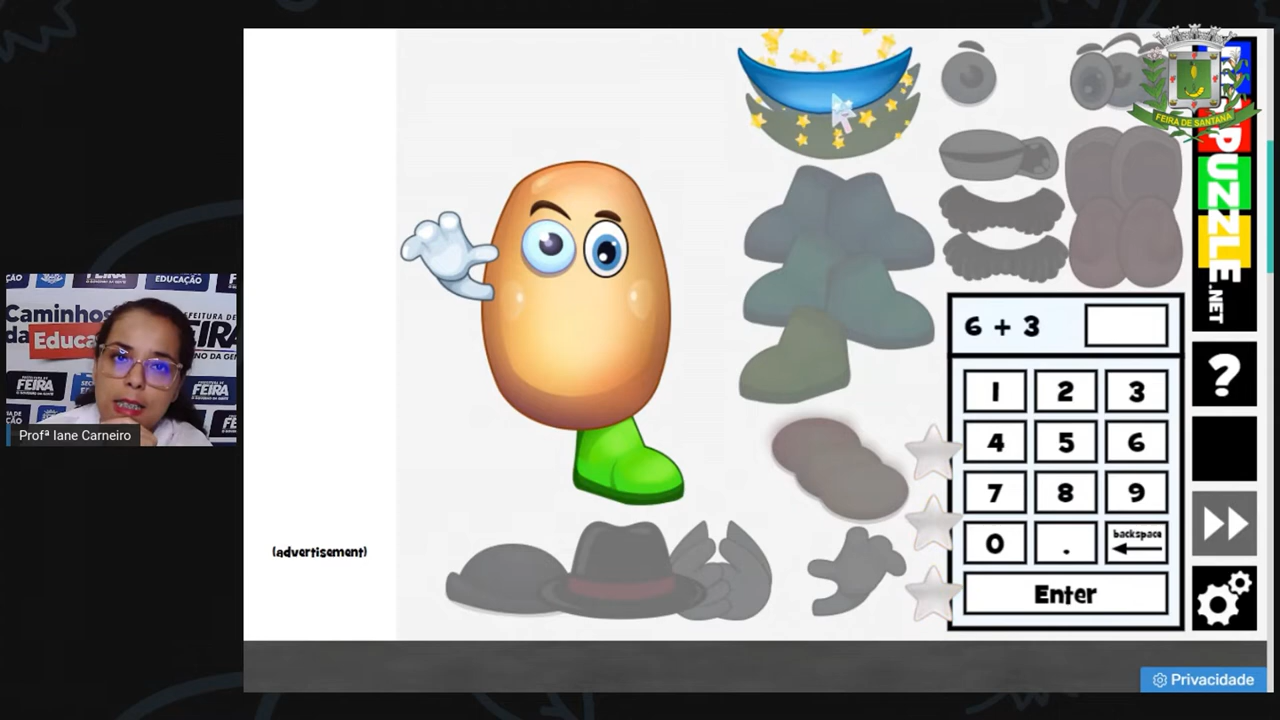 (advertisement)
6 + 3
1 2 3
4 5 6
7 8 9
0 . backspace
Enter
PUZZLE.NET
?
Privacidade
FEIRA DE SANTANA
EDUCAÇÃO
Caminhos
da Educa
FEIRA
Profª Iane Carneiro